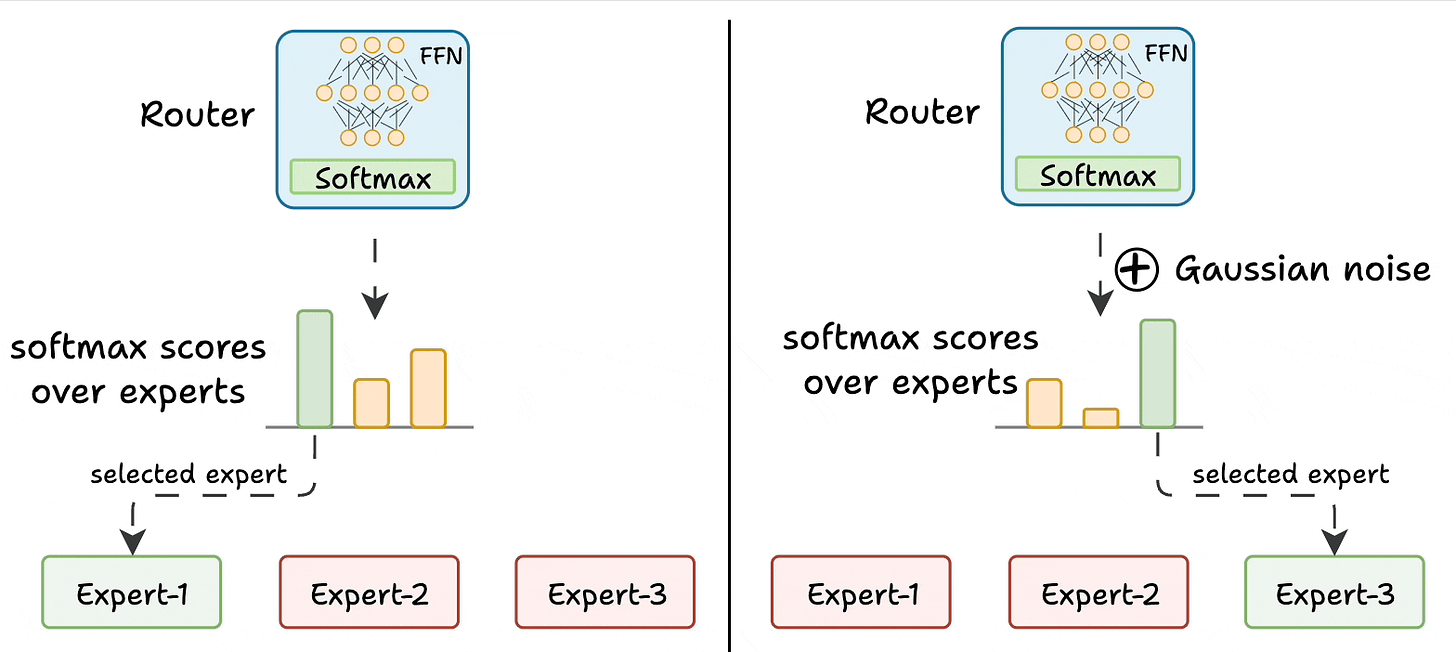 FFN
Router
Softmax
softmax scores
over experts
selected expert
Expert-1
Expert-2
Expert-3
FFN
Router
Softmax
Gaussian noise
softmax scores
over experts
selected expert
Expert-1
Expert-2
Expert-3